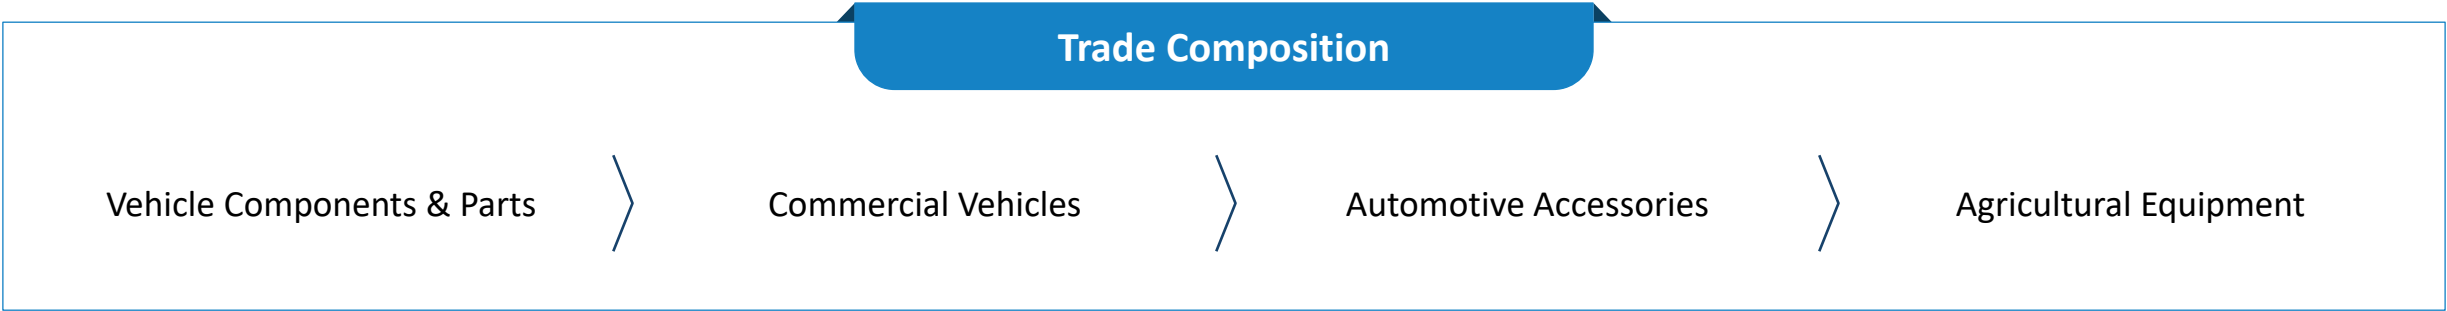 Trade Composition
Vehicle Components & Parts
Commercial Vehicles
Automotive Accessories
Agricultural Equipment